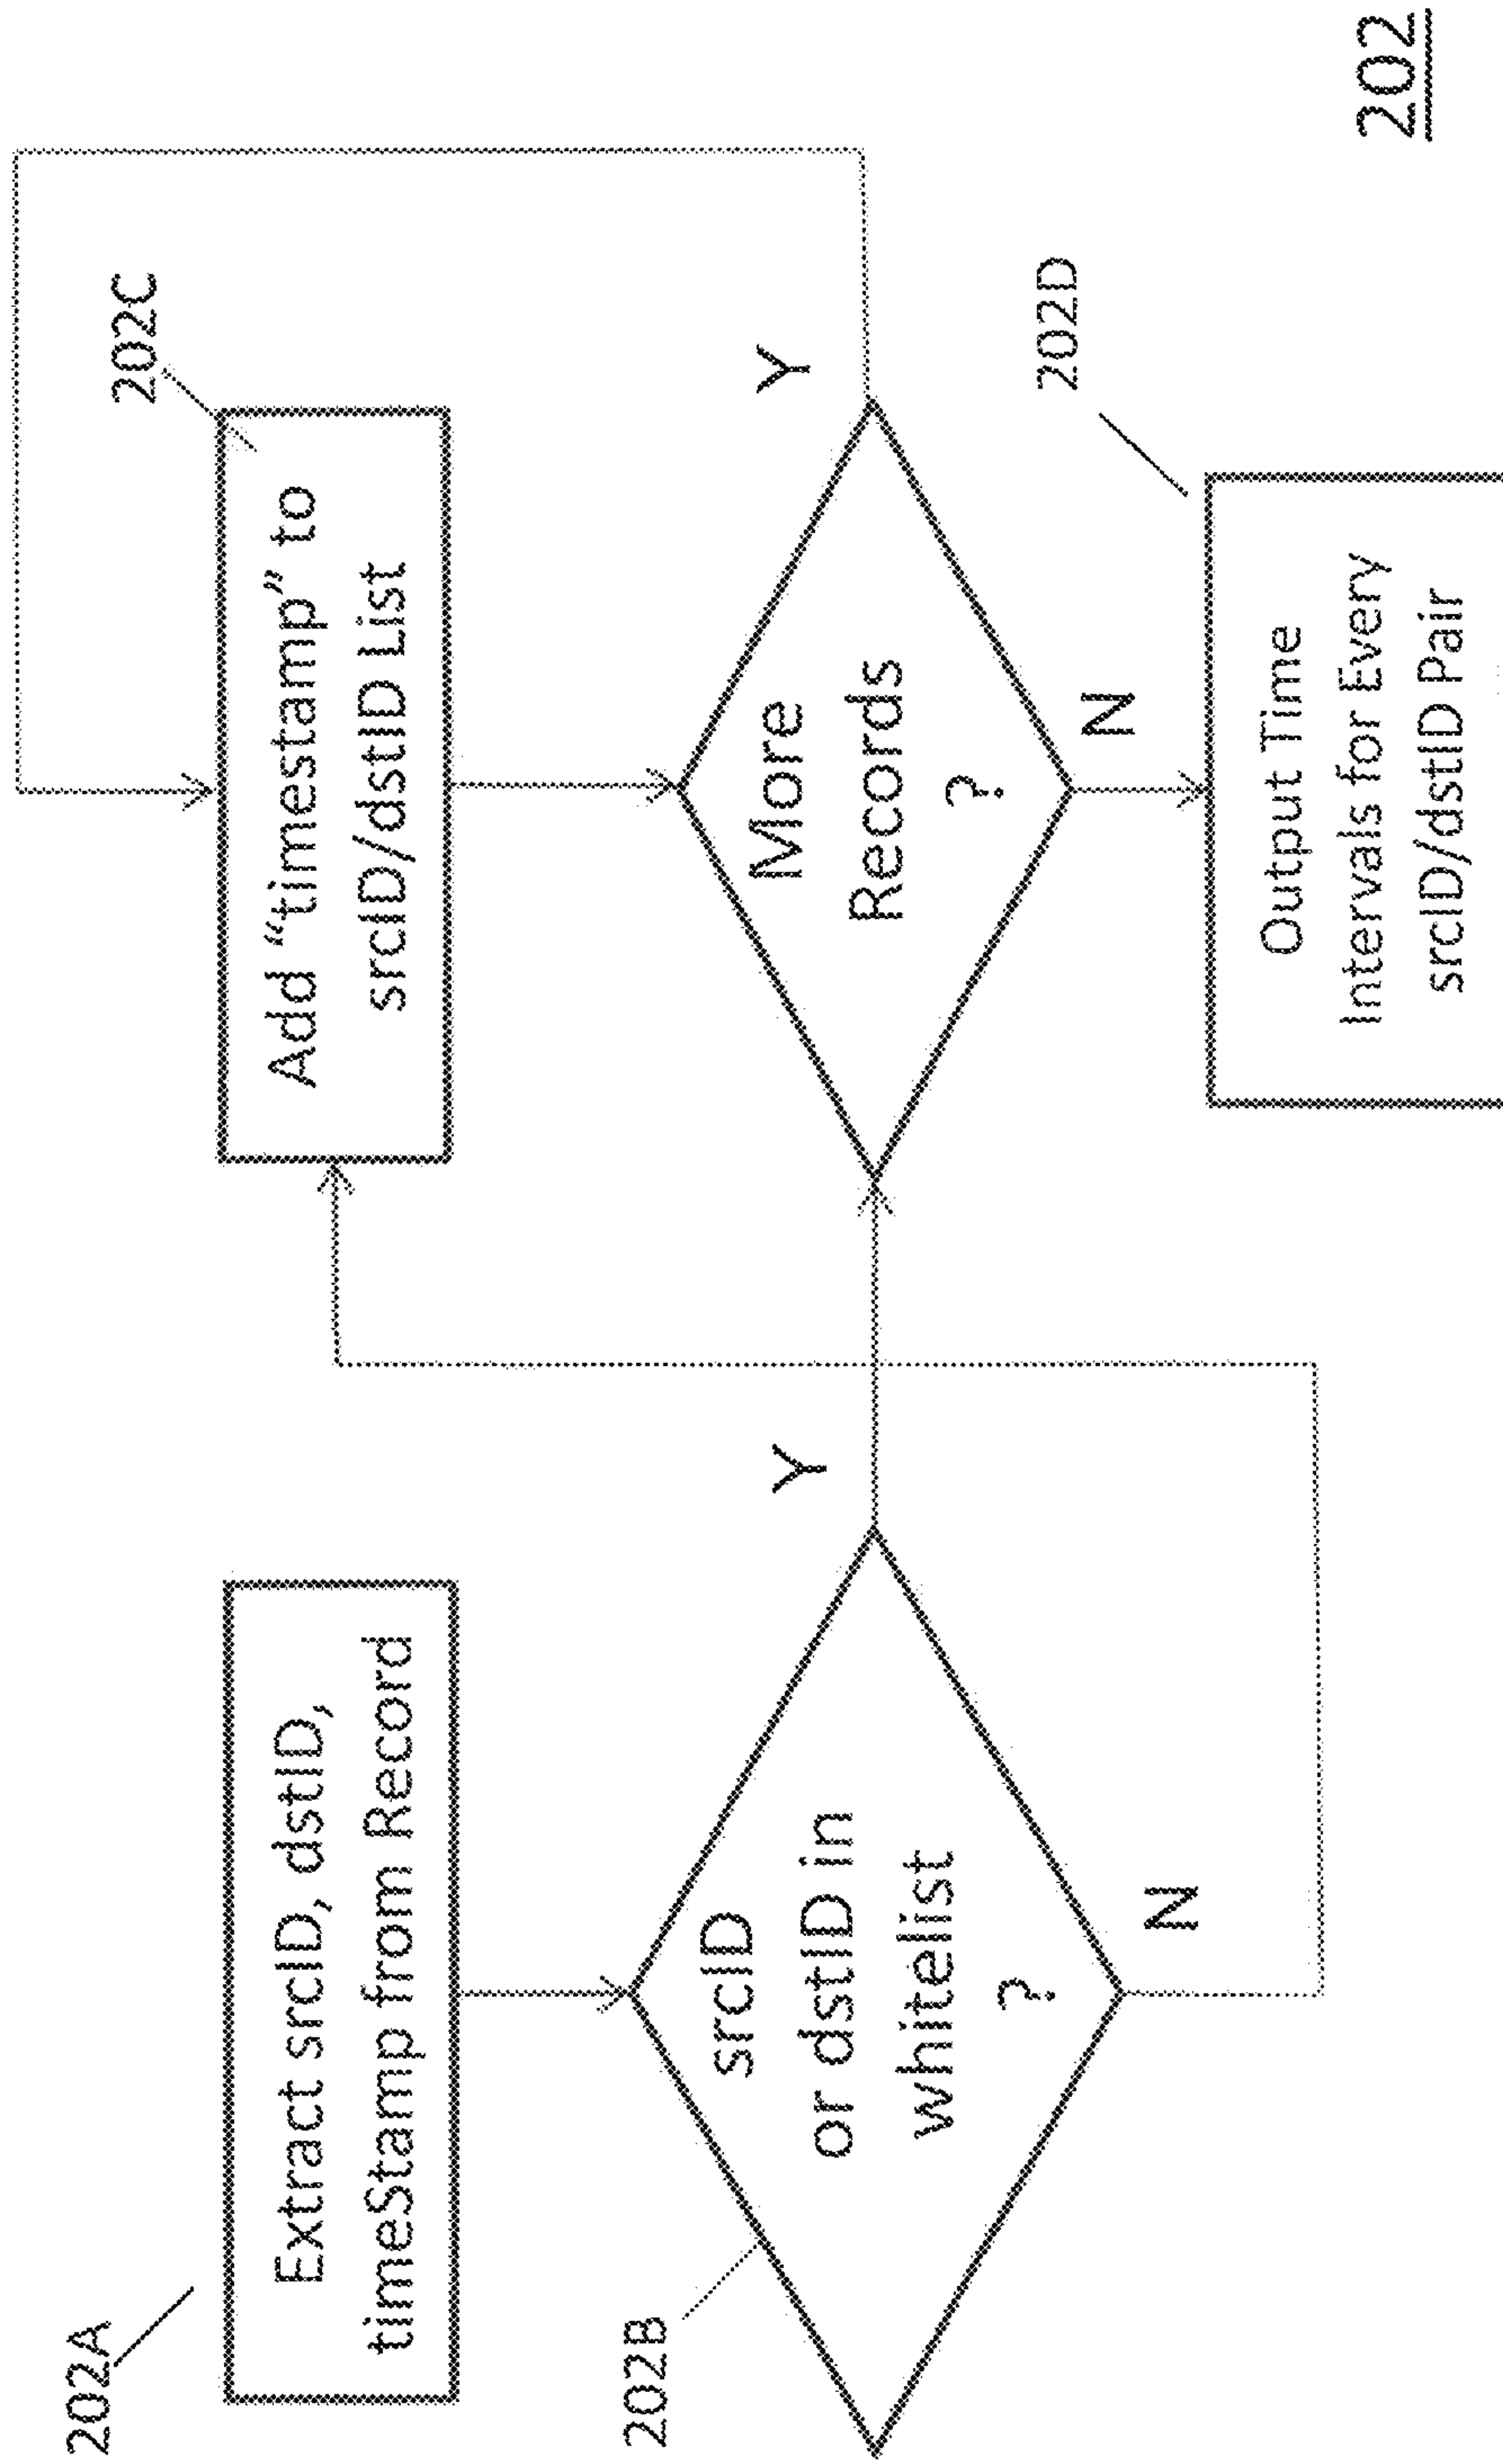 202A
Extract srcID, dstID,
timeStamp from Record
202B
srcID
or dstID in
whitelist
?
Y
N
202C
Add “timestamp” to
srcID/dstID List
More
Records
?
Y
N
202D
Output Time
Intervals for Every
srcID/dstID Pair
202